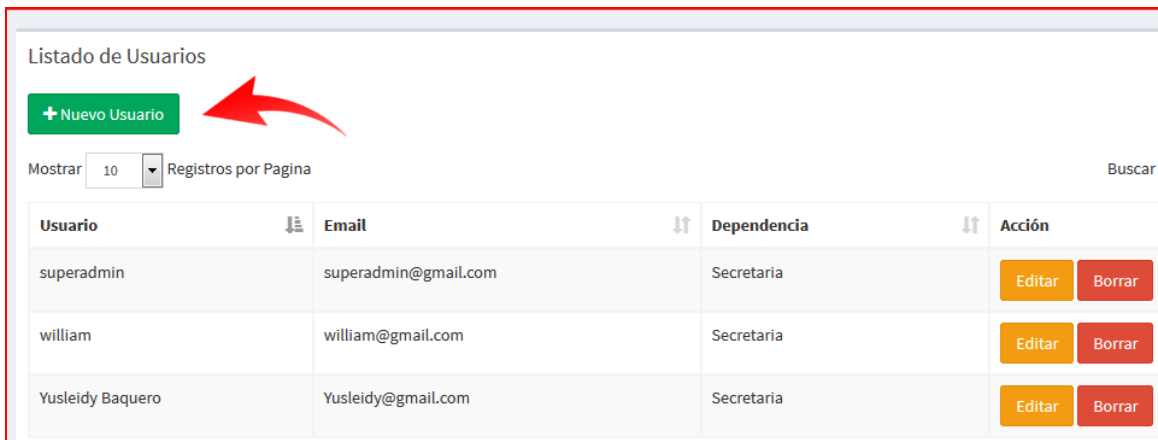 Listado de Usuarios
+ Nuevo Usuario
Mostrar 10 Registros por Pagina Buscar
Usuario Email Dependencia Acción
superadmin superadmin@gmail.com Secretaria Editar Borrar
william william@gmail.com Secretaria Editar Borrar
Yusleidy Baquero Yusleidy@gmail.com Secretaria Editar Borrar